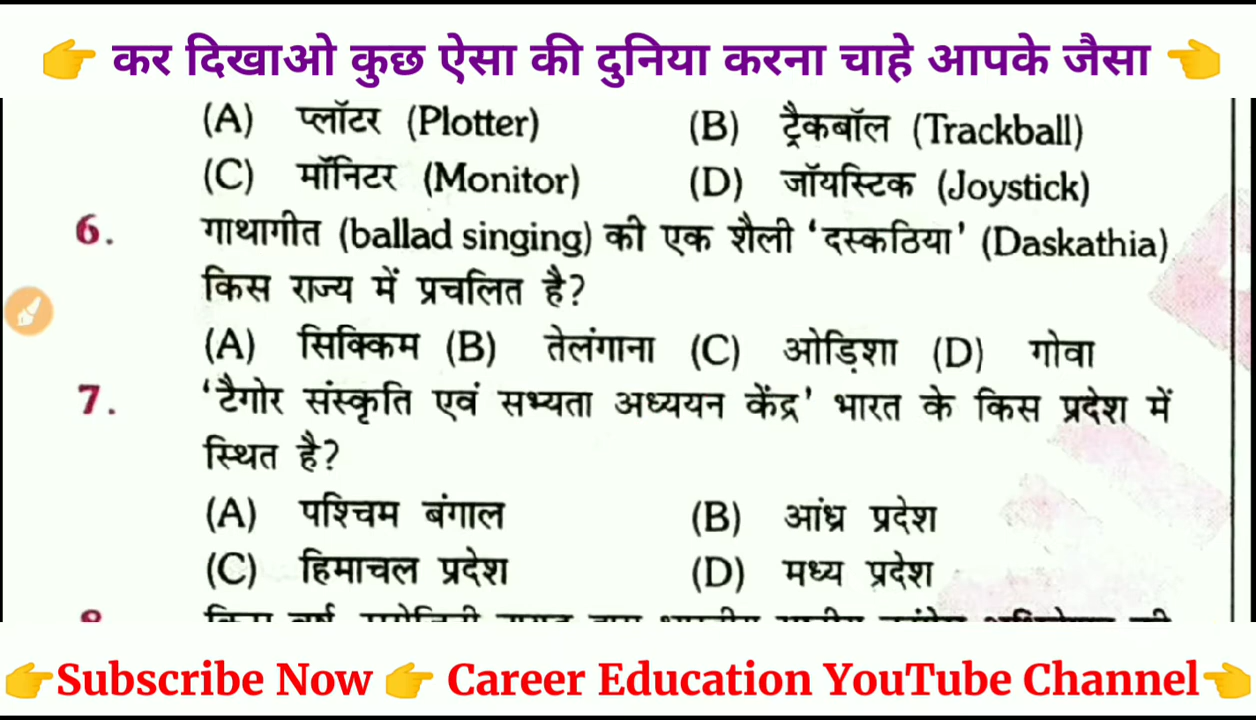 👉 कर दिखाओ कुछ ऐसा की दुनिया करना चाहे आपके जैसा 👈
(A) प्लॉटर (Plotter) (B) ट्रैकबॉल (Trackball)
(C) मॉनिटर (Monitor) (D) जॉयस्टिक (Joystick)
6. गाथागीत (ballad singing) की एक शैली ‘दस्कठिया’ (Daskathia)
किस राज्य में प्रचलित है?
(A) सिक्किम (B) तेलंगाना (C) ओड़िशा (D) गोवा
7. ‘टैगोर संस्कृति एवं सभ्यता अध्ययन केंद्र’ भारत के किस प्रदेश में
स्थित है?
(A) पश्चिम बंगाल (B) आंध्र प्रदेश
(C) हिमाचल प्रदेश (D) मध्य प्रदेश
👉Subscribe Now 👉 Career Education YouTube Channel👈